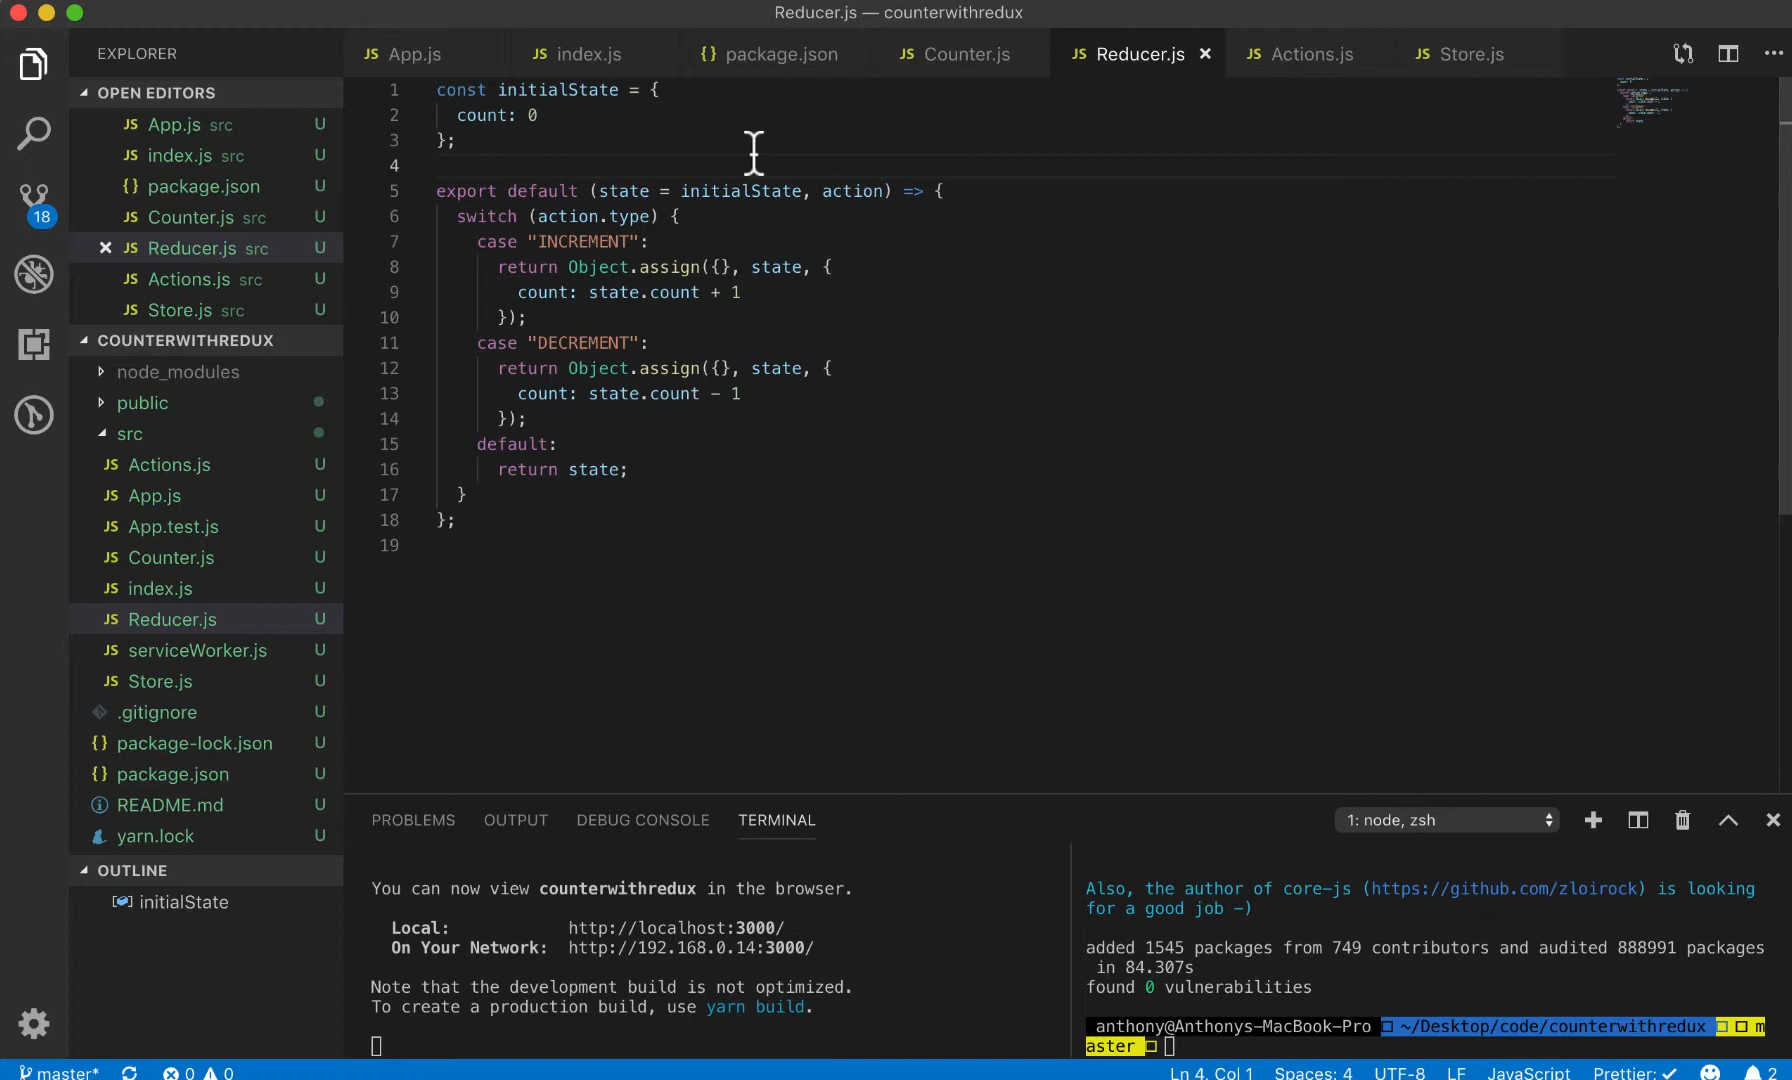 Reducer.js — counterwithredux
EXPLORER
OPEN EDITORS
JS App.js src U
JS index.js src U
{} package.json U
JS Counter.js src U
JS Reducer.js src U
JS Actions.js src U
JS Store.js src U
COUNTERWITHREDUX
node_modules
public
src
JS Actions.js U
JS App.js U
JS App.test.js U
JS Counter.js U
JS index.js U
JS Reducer.js U
JS serviceWorker.js U
JS Store.js U
.gitignore U
{} package-lock.json U
{} package.json U
README.md U
yarn.lock U
OUTLINE
initialState
18
JS App.js JS index.js {} package.json JS Counter.js JS Reducer.js JS Actions.js JS Store.js
1 const initialState = {
2 count: 0
3 };
4
5 export default (state = initialState, action) => {
6 switch (action.type) {
7 case "INCREMENT":
8 return Object.assign({}, state, {
9 count: state.count + 1
10 });
11 case "DECREMENT":
12 return Object.assign({}, state, {
13 count: state.count - 1
14 });
15 default:
16 return state;
17 }
18 };
19
PROBLEMS OUTPUT DEBUG CONSOLE TERMINAL 1: node, zsh
You can now view counterwithredux in the browser.
Local: http://localhost:3000/
On Your Network: http://192.168.0.14:3000/
Note that the development build is not optimized.
To create a production build, use yarn build.
Also, the author of core-js (https://github.com/zloirock) is looking
for a good job -)
added 1545 packages from 749 contributors and audited 888991 packages
in 84.307s
found 0 vulnerabilities
anthony@Anthonys-MacBook-Pro ~/Desktop/code/counterwithredux m
aster
master* 0 0 Ln 4, Col 1 Spaces: 4 UTF-8 LF JavaScript Prettier: ✓ 2